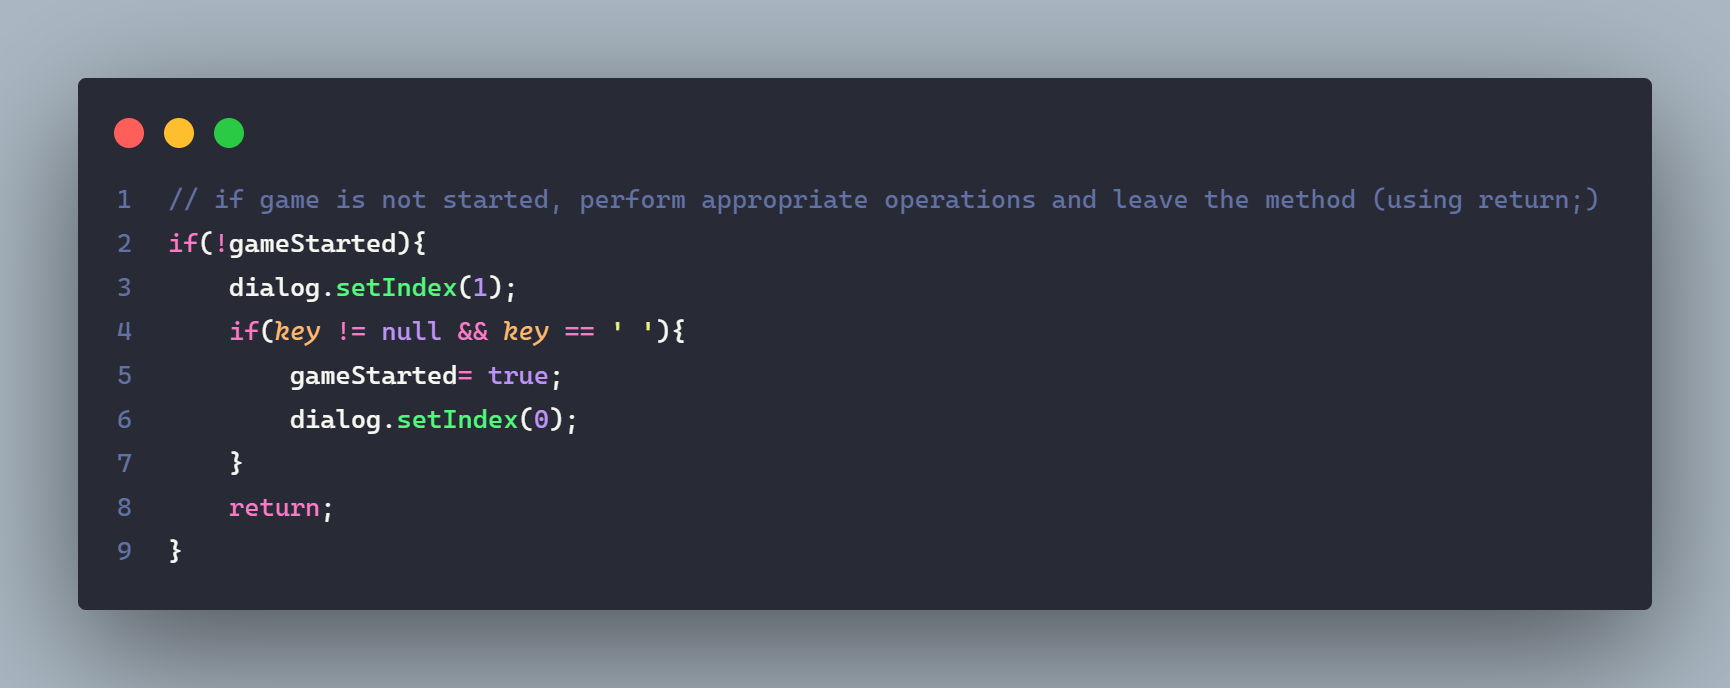 1 // if game is not started, perform appropriate operations and leave the method (using return;)
2 if(!gameStarted){
3     dialog.setIndex(1);
4     if(key != null && key == ' '){
5         gameStarted= true;
6         dialog.setIndex(0);
7     }
8     return;
9 }